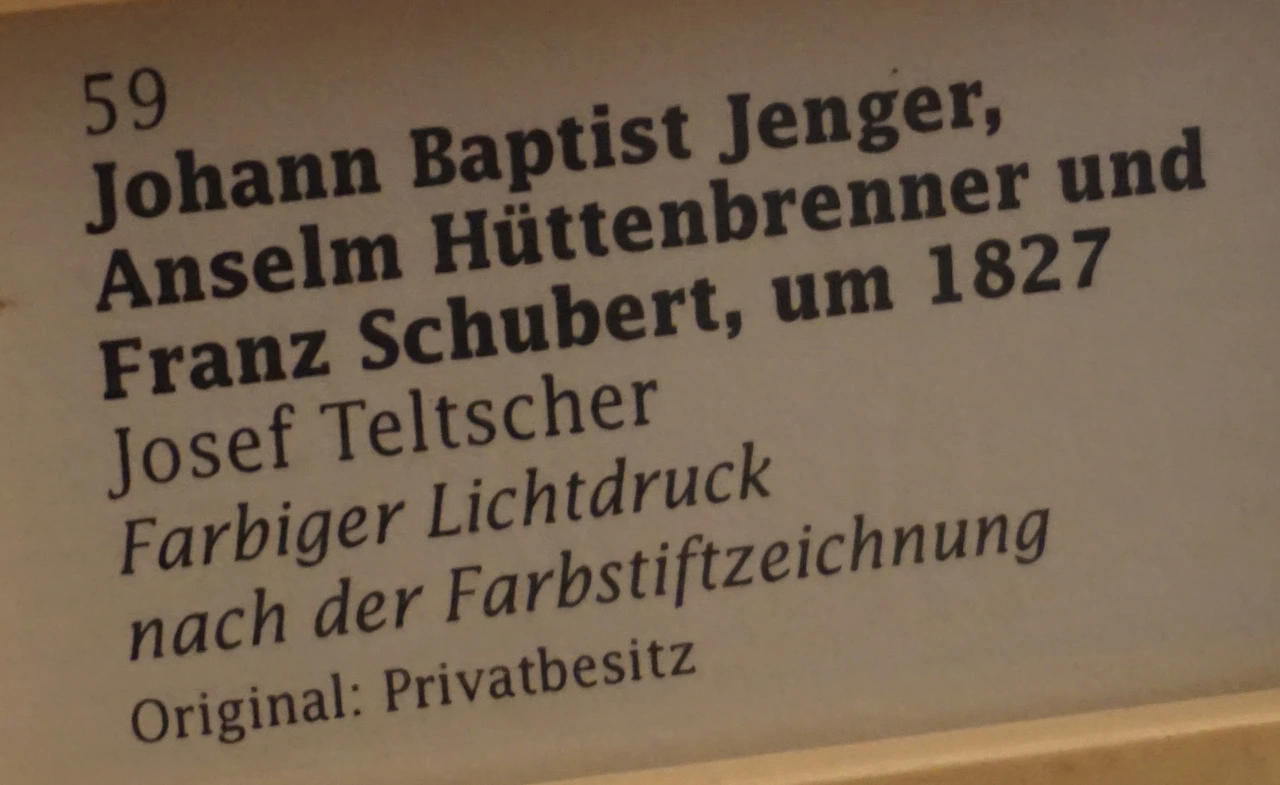 59
Johann Baptist Jenger,
Anselm Hüttenbrenner und
Franz Schubert, um 1827
Josef Teltscher
Farbiger Lichtdruck
nach der Farbstiftzeichnung
Original: Privatbesitz